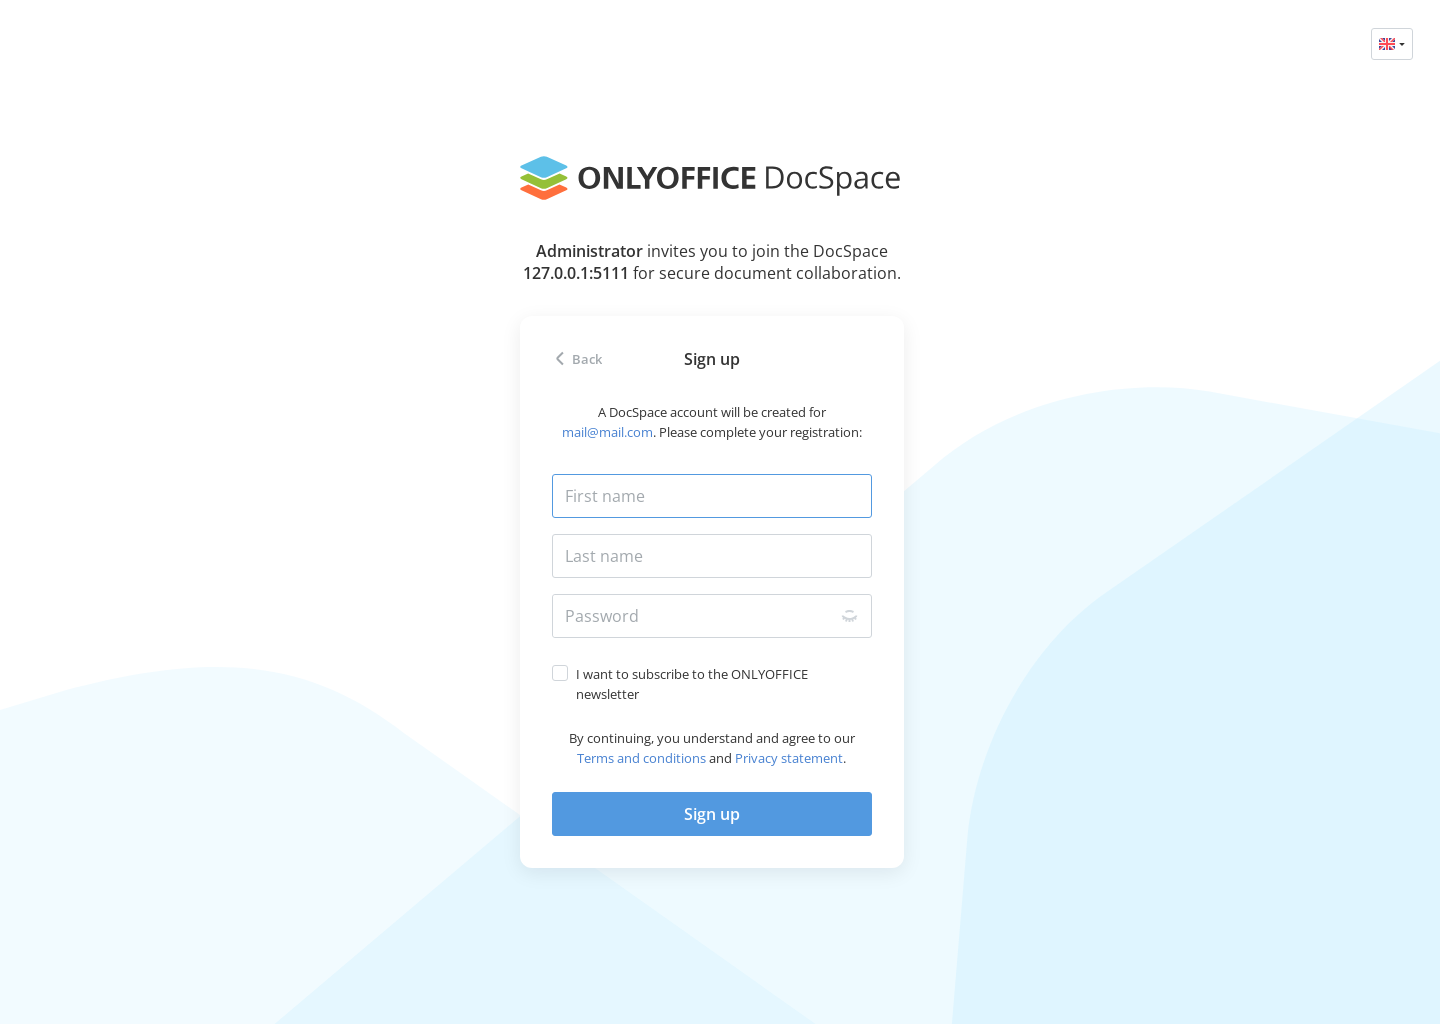 ONLYOFFICE DocSpace
Administrator invites you to join the DocSpace
127.0.0.1:5111 for secure document collaboration.
Back
Sign up
A DocSpace account will be created for
mail@mail.com. Please complete your registration:
First name
Last name
Password
I want to subscribe to the ONLYOFFICE
newsletter
By continuing, you understand and agree to our
Terms and conditions and Privacy statement.
Sign up